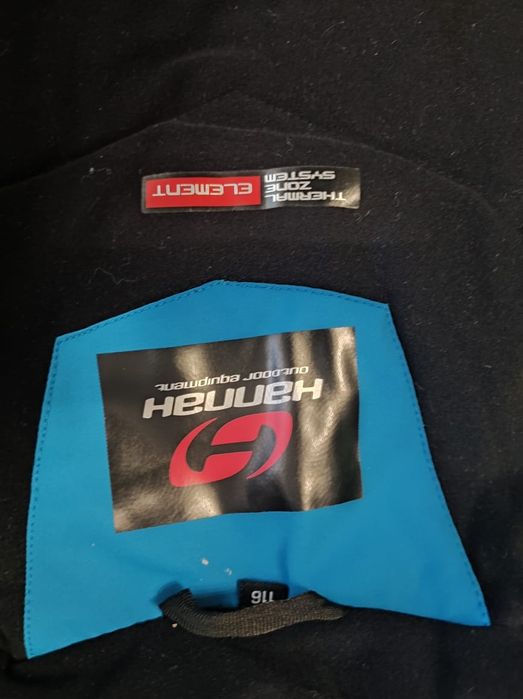 116
Hannah
outdoor equipment
ELEMENT
THERMAL
ZONE
SYSTEM